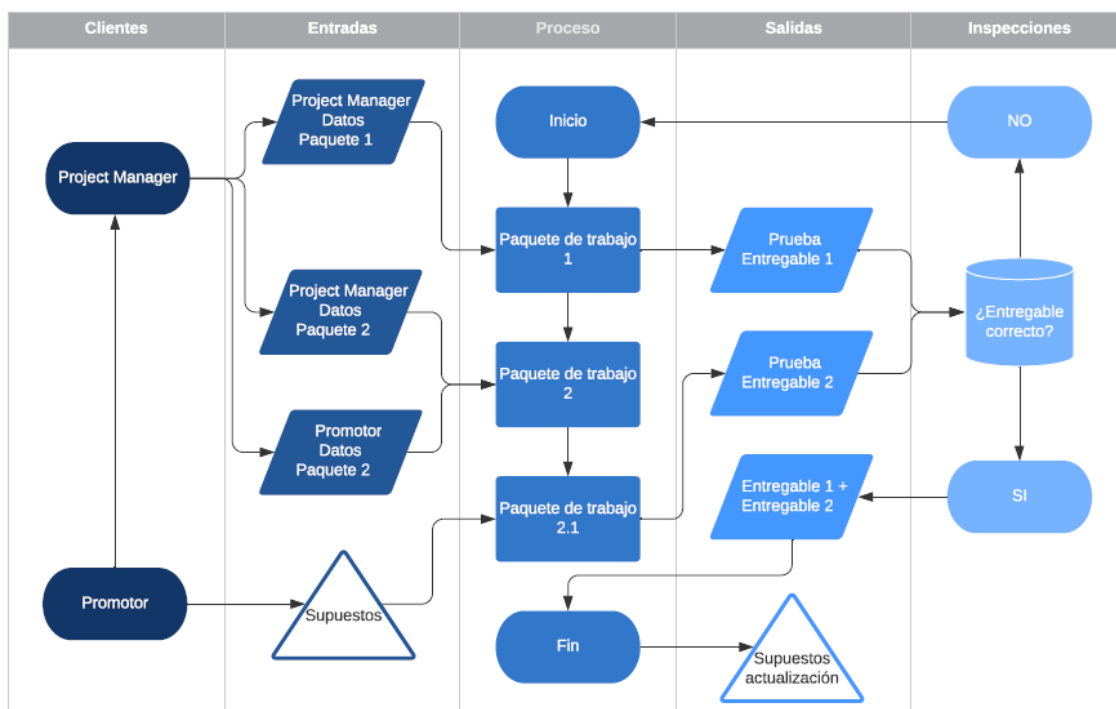 Clientes
Entradas
Proceso
Salidas
Inspecciones
Project Manager
Promotor
Project Manager
Datos
Paquete 1
Project Manager
Datos
Paquete 2
Promotor
Datos
Paquete 2
Supuestos
Inicio
Paquete de trabajo
1
Paquete de trabajo
2
Paquete de trabajo
2.1
Fin
Prueba
Entregable 1
Prueba
Entregable 2
Entregable 1 +
Entregable 2
Supuestos
actualización
NO
¿Entregable
correcto?
SI